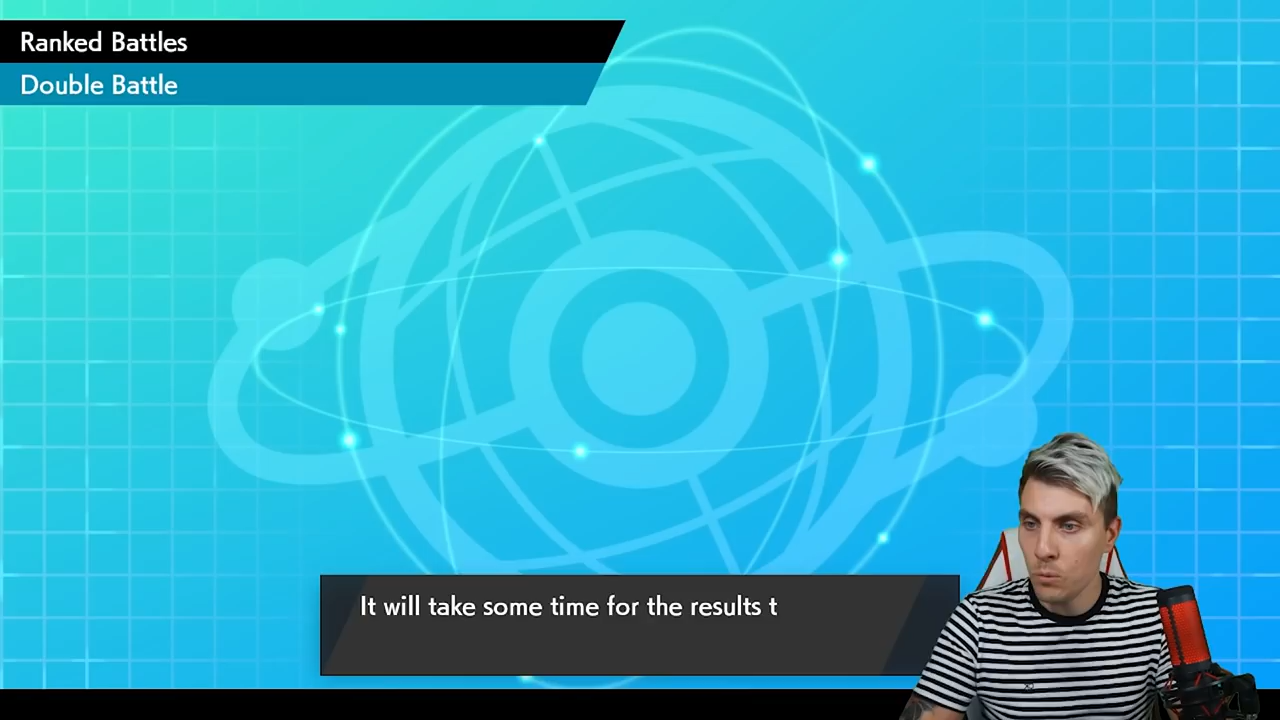 Ranked Battles
Double Battle
It will take some time for the results t